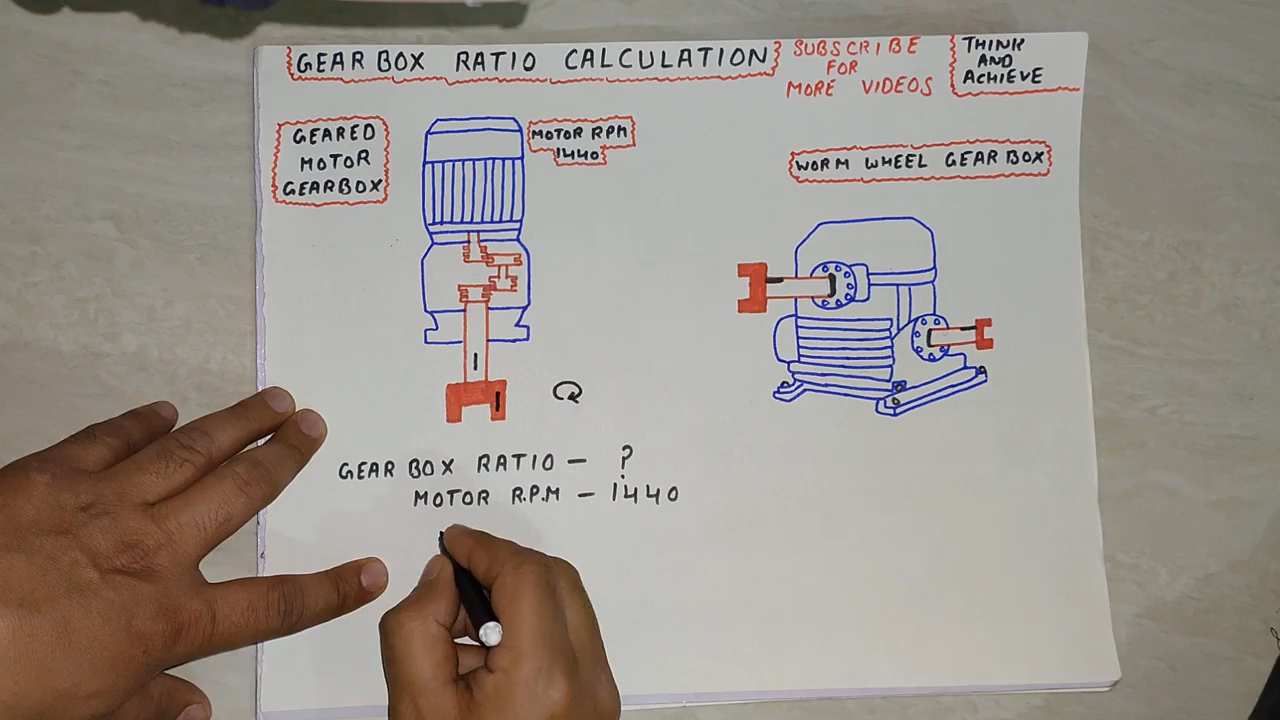 GEAR BOX RATIO CALCULATION
SUBSCRIBE
FOR
MORE VIDEOS
THINK
AND
ACHIEVE
GEARED
MOTOR
GEARBOX
MOTOR RPM
1440
WORM WHEEL GEAR BOX
GEAR BOX RATIO - ?
MOTOR R.P.M - 1440